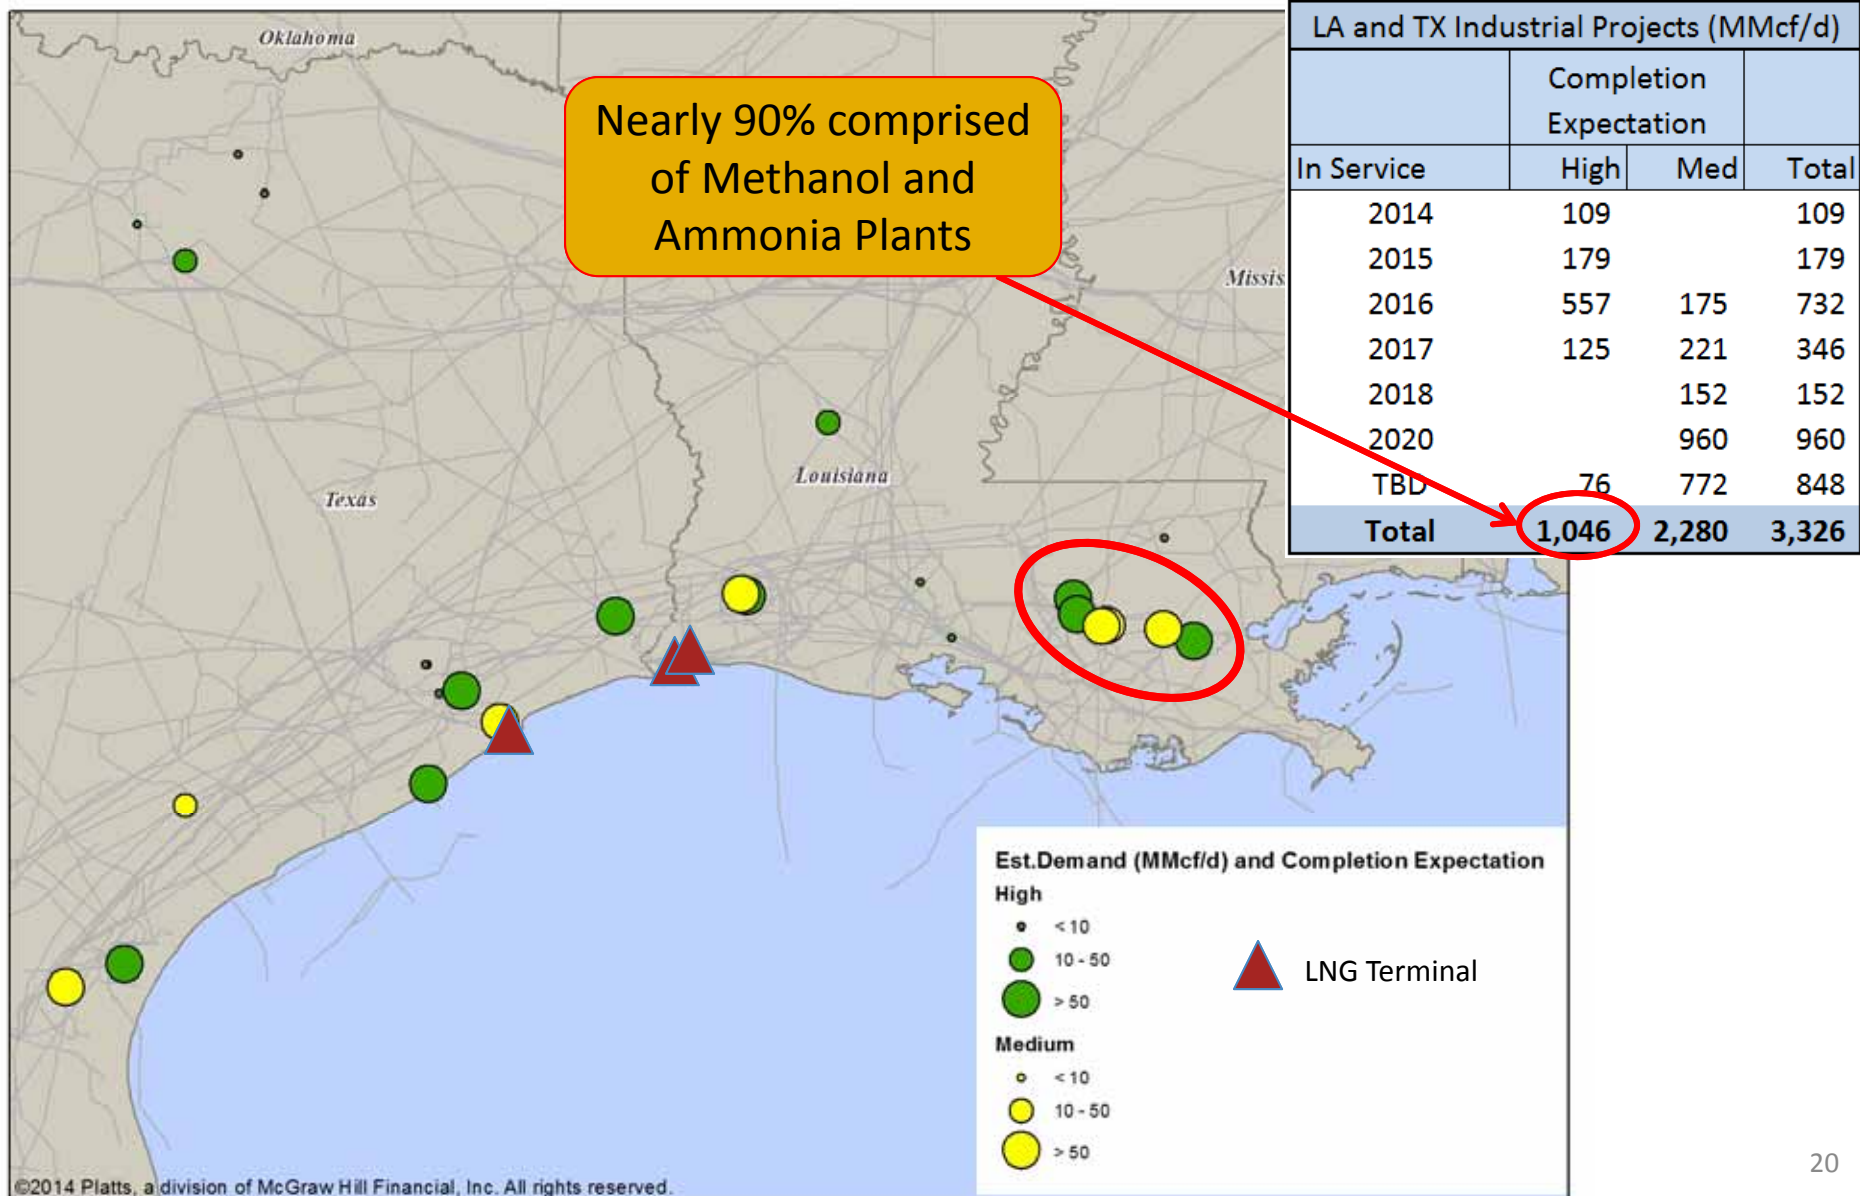 Oklahoma
Nearly 90% comprised
of Methanol and
Ammonia Plants
Missis
Texas
Louisiana
LA and TX Industrial Projects (MMcf/d)
Completion
Expectation
In Service High Med Total
2014 109 109
2015 179 179
2016 557 175 732
2017 125 221 346
2018 152 152
2020 960 960
TBD 76 772 848
Total 1,046 2,280 3,326
Est.Demand (MMcf/d) and Completion Expectation
High
< 10
10 - 50
> 50
LNG Terminal
Medium
< 10
10 - 50
> 50
©2014 Platts, a division of McGraw Hill Financial, Inc. All rights reserved.
20